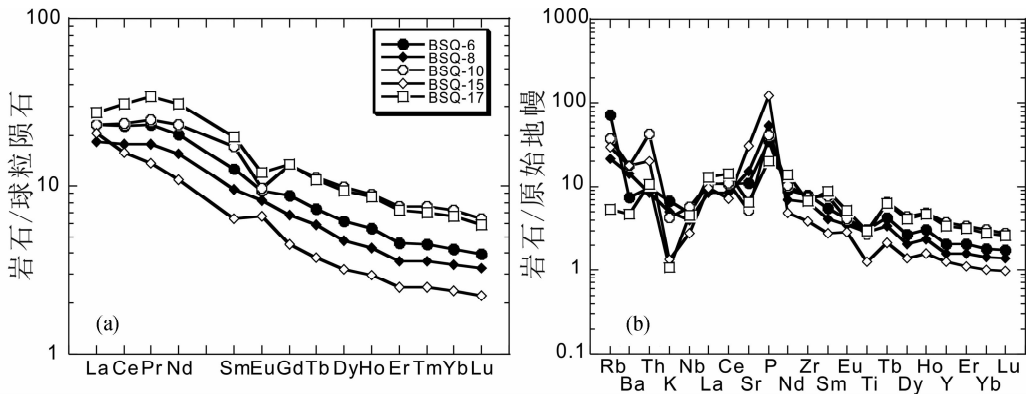 100
10
1
岩石/球粒陨石
(a)
BSQ-6
BSQ-8
BSQ-10
BSQ-15
BSQ-17
La Ce Pr Nd Sm Eu Gd Tb Dy Ho Er Tm Yb Lu
1000
100
10
1
0.1
岩石/原始地幔
(b)
Rb Th Nb Ce P Zr Eu Tb Ho Er Lu
Ba K La Sr Nd Sm Ti Dy Y Yb